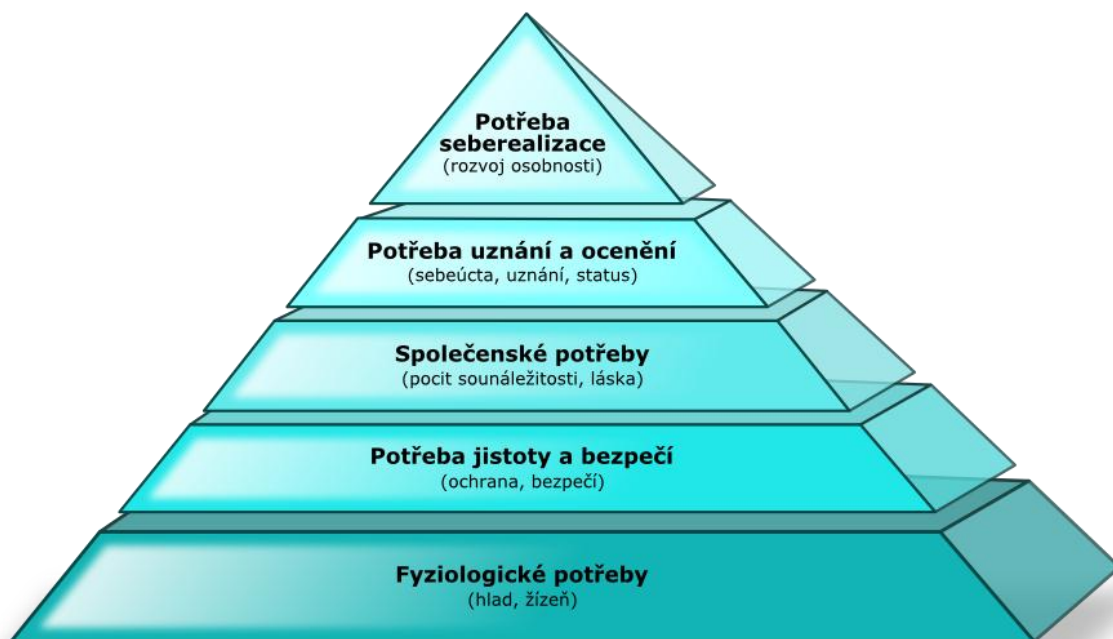 Potřeba
seberealizace
(rozvoj osobnosti)
Potřeba uznání a ocenění
(sebeúcta, uznání, status)
Společenské potřeby
(pocit sounáležitosti, láska)
Potřeba jistoty a bezpečí
(ochrana, bezpečí)
Fyziologické potřeby
(hlad, žízeň)